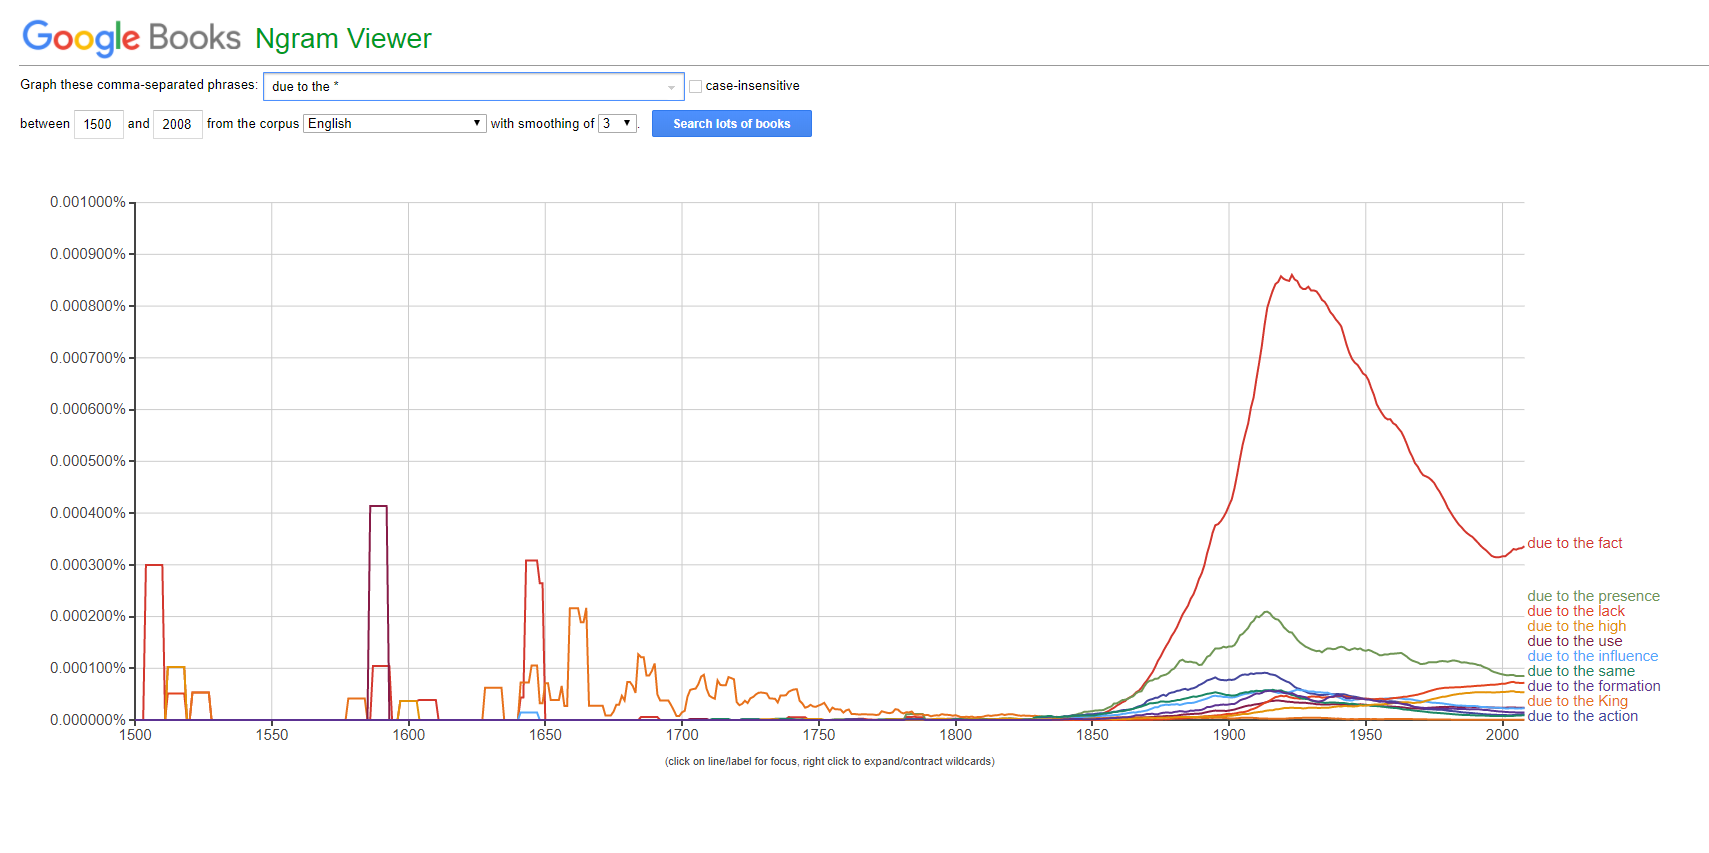 Google Books Ngram Viewer
Graph these comma-separated phrases: due to the * case-insensitive
between 1500 and 2008 from the corpus English with smoothing of 3 . Search lots of books
0.001000%
0.000900%
0.000800%
0.000700%
0.000600%
0.000500%
0.000400%
0.000300%
0.000200%
0.000100%
0.000000%
1500 1550 1600 1650 1700 1750 1800 1850 1900 1950 2000
due to the fact
due to the presence
due to the lack
due to the high
due to the use
due to the influence
due to the same
due to the formation
due to the King
due to the action
(click on line/label for focus, right click to expand/contract wildcards)